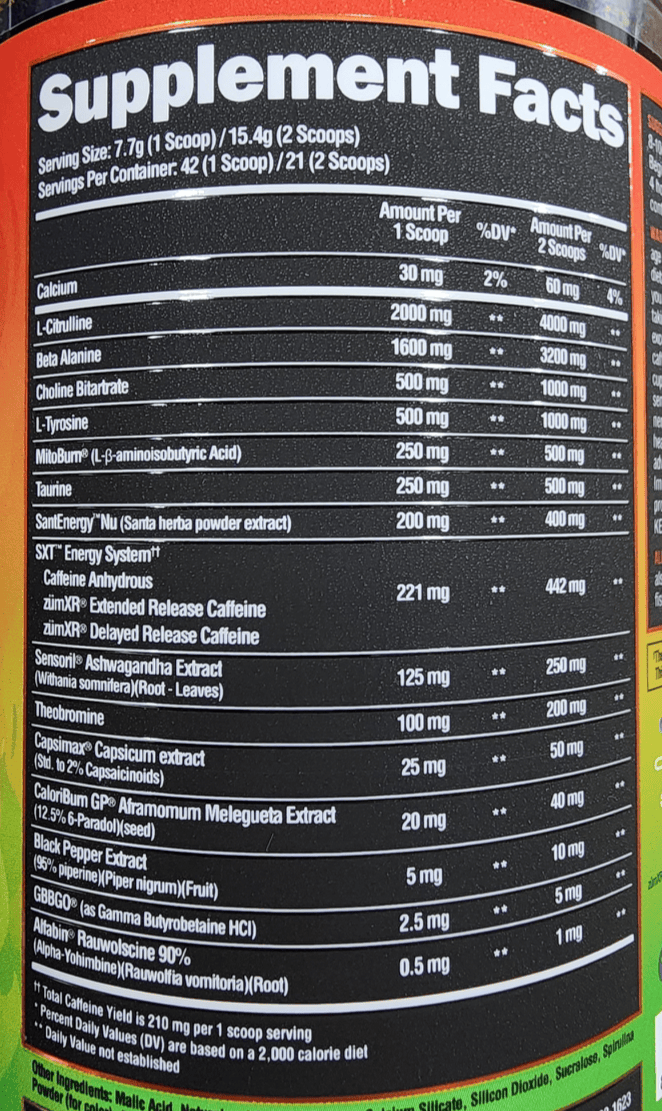 Supplement Facts
Serving Size: 7.7g (1 Scoop) / 15.4g (2 Scoops)
Servings Per Container: 42 (1 Scoop) / 21 (2 Scoops)
Amount Per 1 Scoop %DV* Amount Per 2 Scoops %DV*
Calcium 30 mg 2% 60 mg 4%
L-Citrulline 2000 mg ** 4000 mg **
Beta Alanine 1600 mg ** 3200 mg **
Choline Bitartrate 500 mg ** 1000 mg **
L-Tyrosine 500 mg ** 1000 mg **
MitoBurn® (L-β-aminoisobutyric Acid) 250 mg ** 500 mg **
Taurine 250 mg ** 500 mg **
SantEnergy™ Nu (Santa herba powder extract) 200 mg ** 400 mg **
SXT™ Energy System††
Caffeine Anhydrous
zümXR® Extended Release Caffeine 221 mg ** 442 mg **
zümXR® Delayed Release Caffeine
Sensoril® Ashwagandha Extract
(Withania somnifera)(Root - Leaves) 125 mg ** 250 mg **
Theobromine 100 mg ** 200 mg **
Capsimax® Capsicum extract
(Std. to 2% Capsaicinoids) 25 mg ** 50 mg **
CaloriBurn GP® Aframomum Melegueta Extract
(12.5% 6-Paradol)(seed) 20 mg ** 40 mg **
Black Pepper Extract
(95% piperine)(Piper nigrum)(Fruit) 5 mg ** 10 mg **
GBBGO® (as Gamma Butyrobetaine HCl) 2.5 mg ** 5 mg **
Alfabin® Rauwolscine 90%
(Alpha-Yohimbine)(Rauwolfia vomitoria)(Root) 0.5 mg ** 1 mg **
†† Total Caffeine Yield is 210 mg per 1 scoop serving
* Percent Daily Values (DV) are based on a 2,000 calorie diet
** Daily Value not established
Other Ingredients: Malic Acid, Silicate, Silicon Dioxide, Sucralose, Spirulina
Powder (for